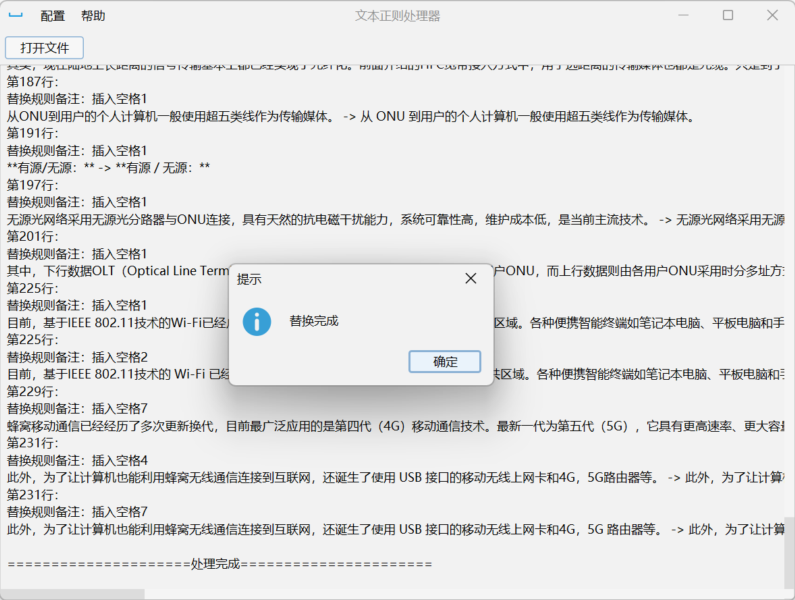 配置 帮助 文本正则处理器
打开文件
第187行：
替换规则备注：插入空格1
从ONU到用户的个人计算机一般使用超五类线作为传输媒体。 -> 从 ONU 到用户的个人计算机一般使用超五类线作为传输媒体。
第191行：
替换规则备注：插入空格1
**有源/无源：** -> **有源 / 无源：**
第197行：
替换规则备注：插入空格1
无源光网络采用无源光分路器与ONU连接，具有天然的抗电磁干扰能力，系统可靠性高，维护成本低，是当前主流技术。 -> 无源光网络采用无源
第201行：
替换规则备注：插入空格1
其中，下行数据OLT（Optical Line Term 户ONU，而上行数据则由各用户ONU采用时分多址方
第225行：
替换规则备注：插入空格1
目前，基于IEEE 802.11技术的Wi-Fi已经 区域。各种便携智能终端如笔记本电脑、平板电脑和手
第225行：
替换规则备注：插入空格2
目前，基于IEEE 802.11技术的 Wi-Fi 已经 共区域。各种便携智能终端如笔记本电脑、平板电脑和
第229行：
替换规则备注：插入空格7
蜂窝移动通信已经经历了多次更新换代，目前最广泛应用的是第四代（4G）移动通信技术。最新一代为第五代（5G），它具有更高速率、更大容
第231行：
替换规则备注：插入空格4
此外，为了让计算机也能利用蜂窝无线通信连接到互联网，还诞生了使用 USB 接口的移动无线上网卡和4G，5G路由器等。 -> 此外，为了让计算
第231行：
替换规则备注：插入空格7
此外，为了让计算机也能利用蜂窝无线通信连接到互联网，还诞生了使用 USB 接口的移动无线上网卡和4G，5G 路由器等。 -> 此外，为了让计算
=====================处理完成======================
提示
替换完成
确定